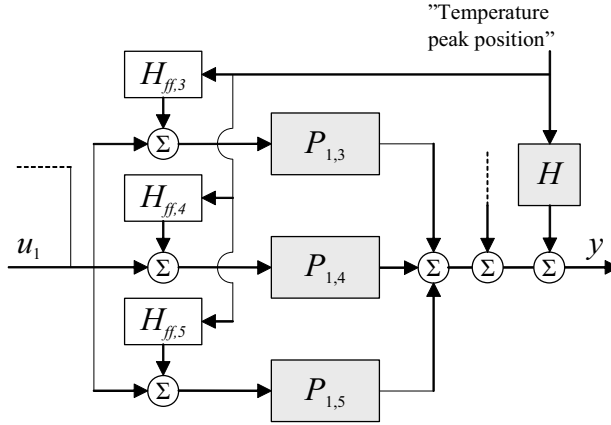 ”Temperature
peak position”
H_{ff,3}
Σ
P_{1,3}
H
H_{ff,4}
u_1
Σ
P_{1,4}
Σ
Σ
Σ
y
H_{ff,5}
Σ
P_{1,5}